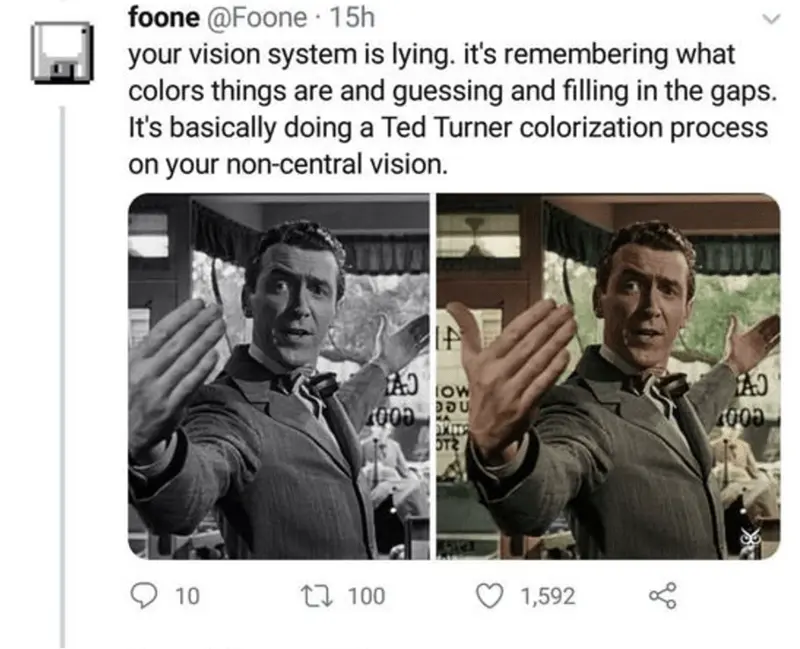 foone @Foone · 15h
your vision system is lying. it's remembering what
colors things are and guessing and filling in the gaps.
It's basically doing a Ted Turner colorization process
on your non-central vision.
10
100
1,592